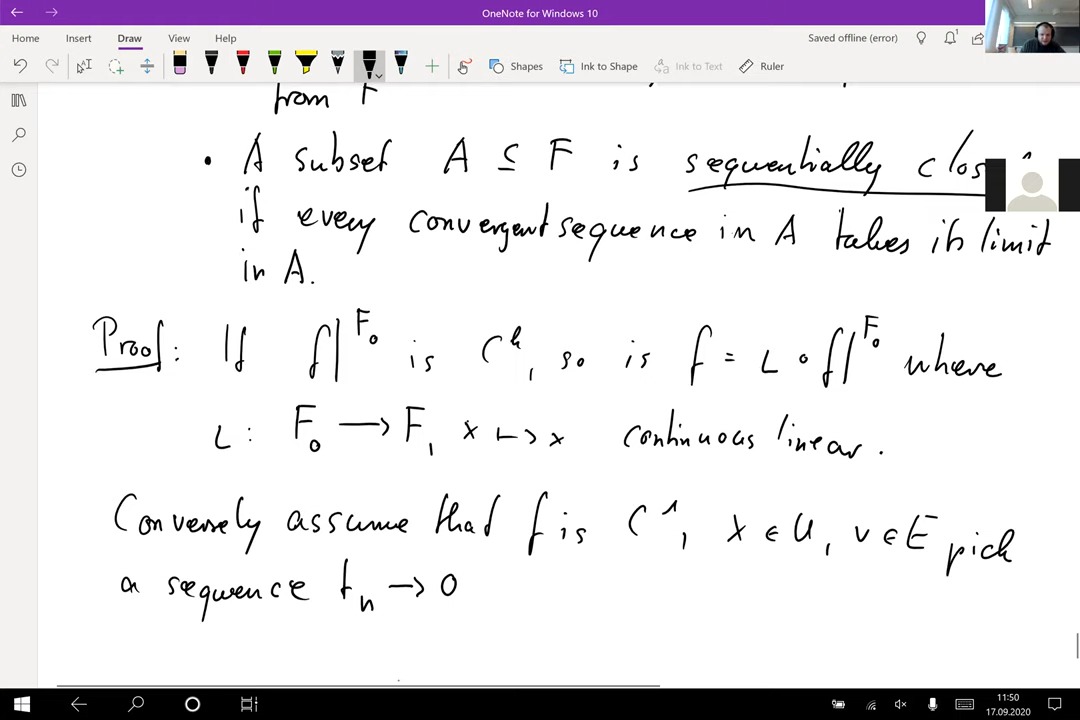 OneNote for Windows 10
Home Insert Draw View Help
Saved offline (error)
Shapes Ink to Shape Ink to Text Ruler
from F
• A subset A ⊆ F is sequentially
if every convergent sequence in A takes its limit
in A.
Proof: If f|^{F_0} is C^k, so is f = ι ∘ f|^{F_0} where
ι: F_0 → F, x ↦ x continuous linear.
Conversely assume that f is C^1, x ∈ U, v ∈ E pick
a sequence t_n → 0
11:50
17.09.2020